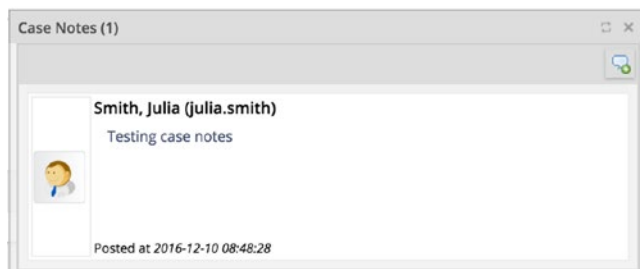 Case Notes (1)
Smith, Julia (julia.smith)
Testing case notes
Posted at 2016-12-10 08:48:28